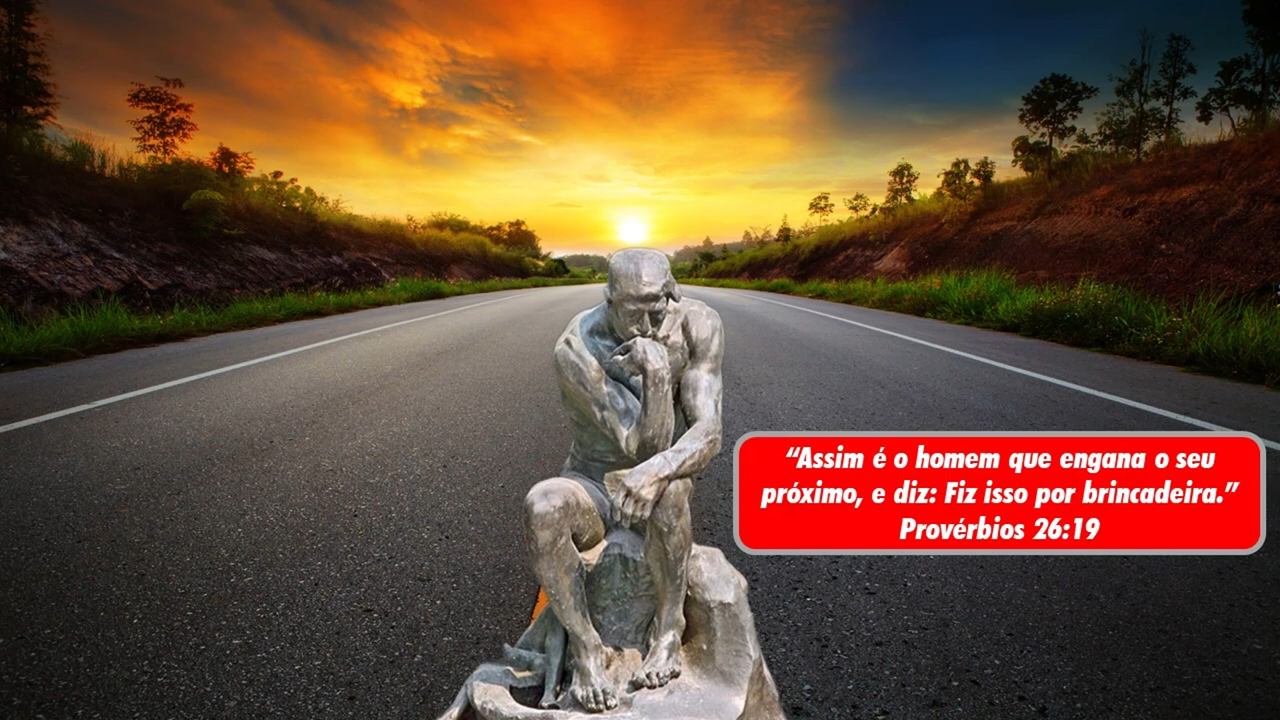 “Assim é o homem que engana o seu
próximo, e diz: Fiz isso por brincadeira.”
Provérbios 26:19